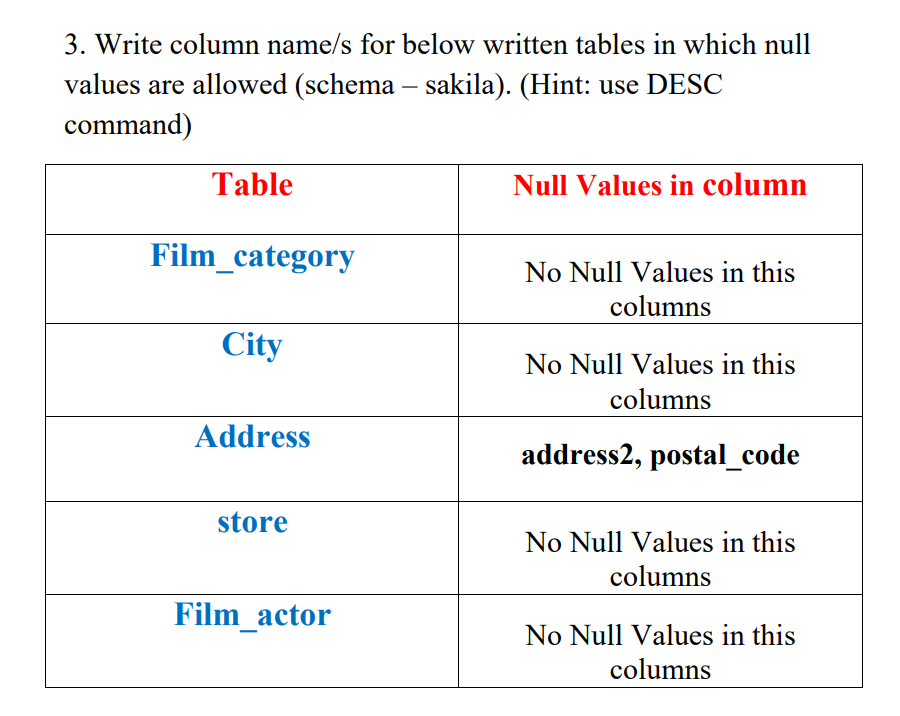 3. Write column name/s for below written tables in which null
values are allowed (schema – sakila). (Hint: use DESC
command)
Table
Null Values in column
Film_category
No Null Values in this
columns
City
No Null Values in this
columns
Address
address2, postal_code
store
No Null Values in this
columns
Film_actor
No Null Values in this
columns